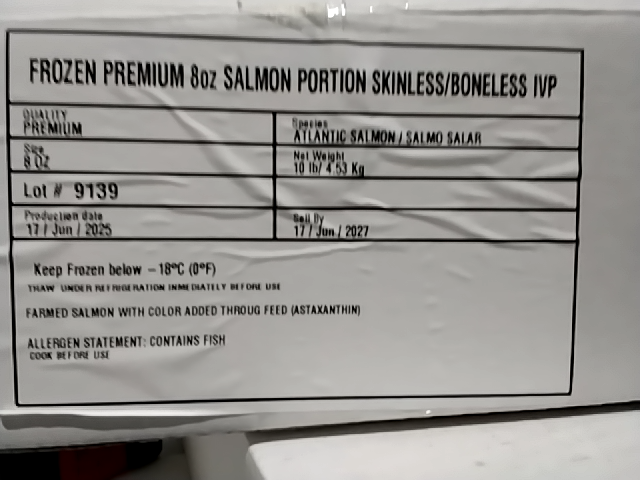 FROZEN PREMIUM 8oz SALMON PORTION SKINLESS/BONELESS IVP
QUALITY
PREMIUM
Species
ATLANTIC SALMON / SALMO SALAR
Size
8 OZ
Net Weight
10 lb/ 4.53 Kg
Lot # 9139
Production date
17 / Jun / 2025
Sell By
17 / Jun / 2027
Keep Frozen below -18°C (0°F)
THAW UNDER REFRIGERATION INMEDIATELY BEFORE USE
FARMED SALMON WITH COLOR ADDED THROUG FEED (ASTAXANTHIN)
ALLERGEN STATEMENT: CONTAINS FISH
COOK BEFORE USE